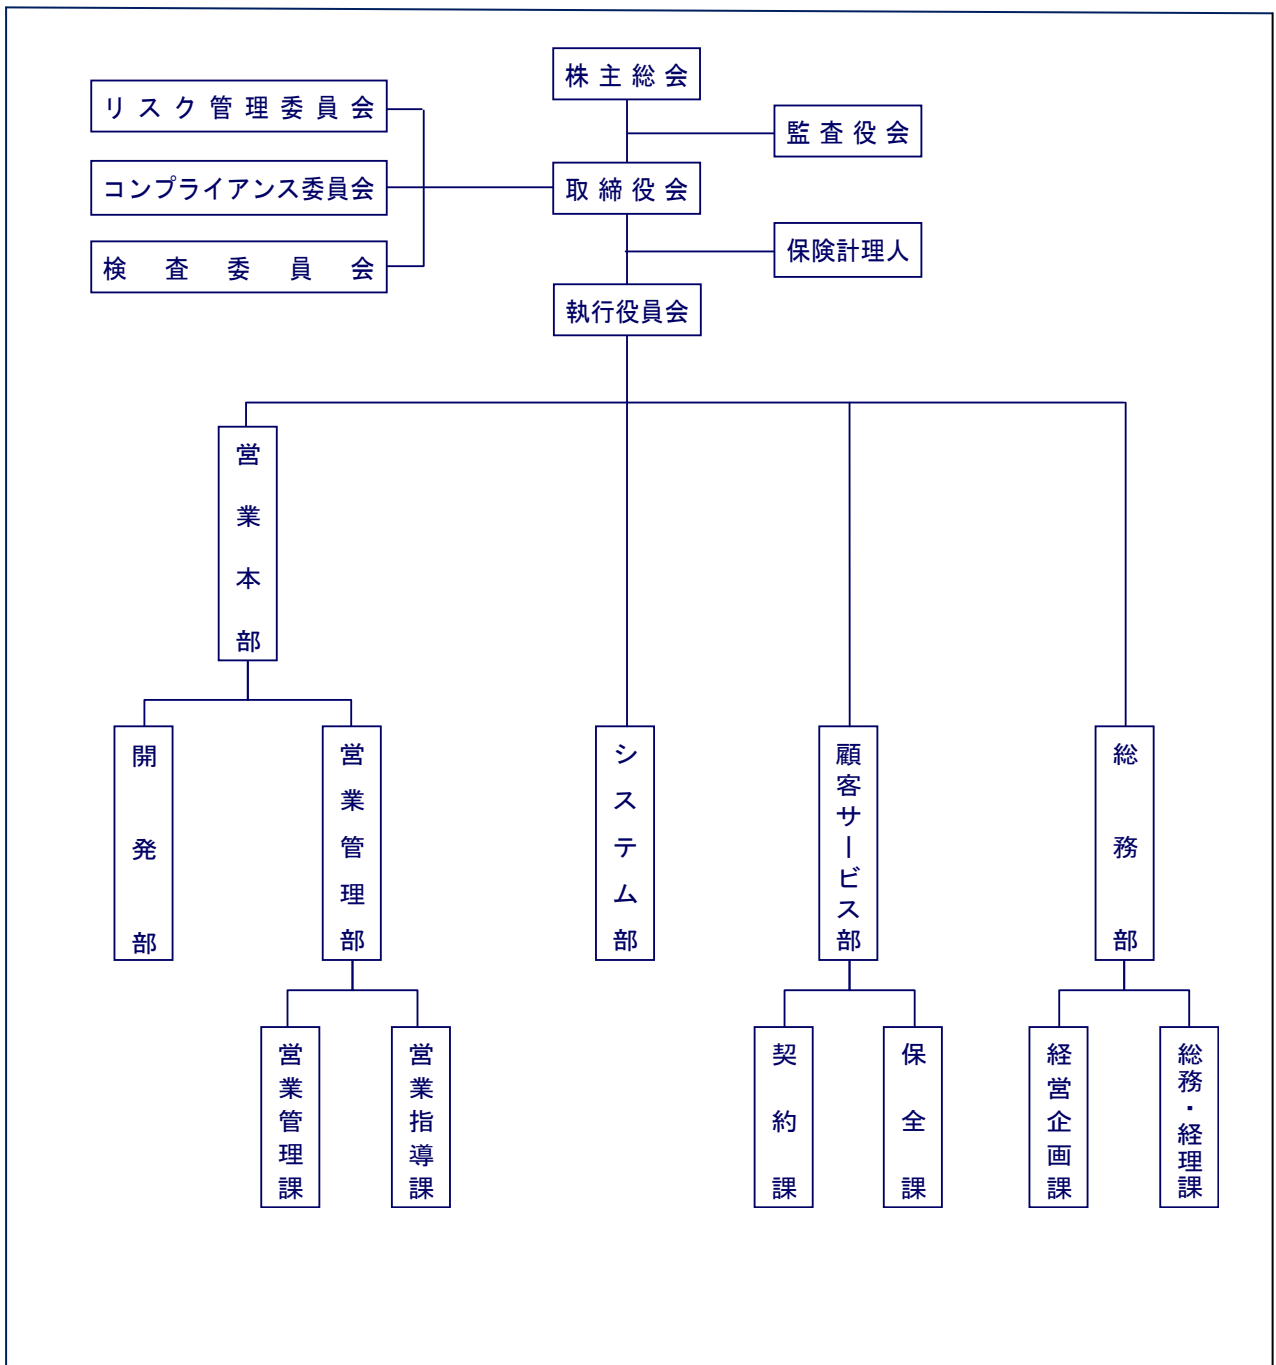 株主総会
リスク管理委員会
監査役会
コンプライアンス委員会
取締役会
保険計理人
検査委員会
執行役員会
営業本部
開発部
営業管理部
システム部
顧客サービス部
総務部
営業管理課
営業指導課
契約課
保全課
経営企画課
総務・経理課